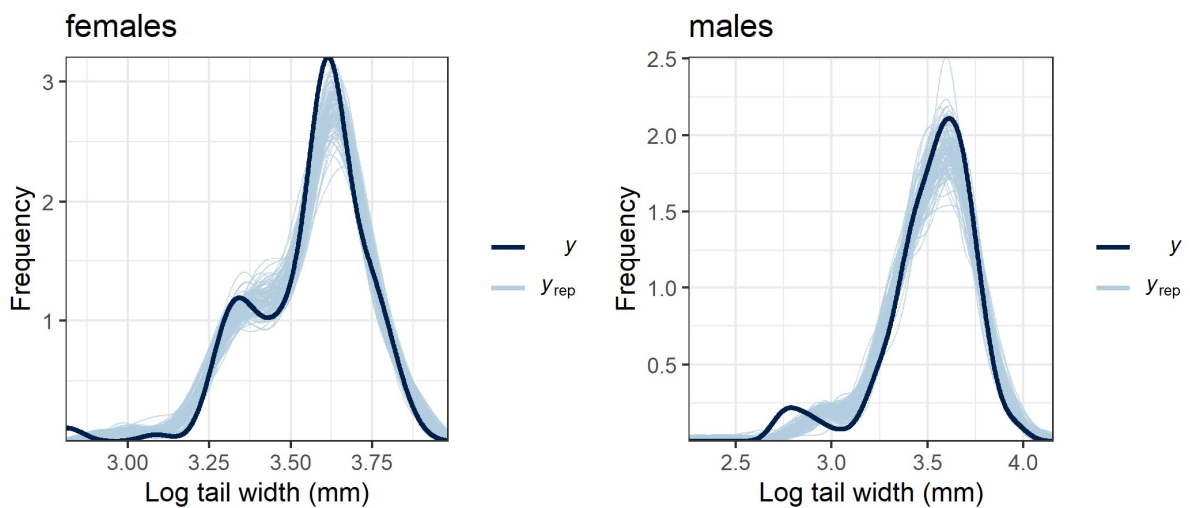 females
Frequency
3
2
1
3.00 3.25 3.50 3.75
Log tail width (mm)
y
yrep
males
Frequency
2.5
2.0
1.5
1.0
0.5
2.5 3.0 3.5 4.0
Log tail width (mm)
y
yrep